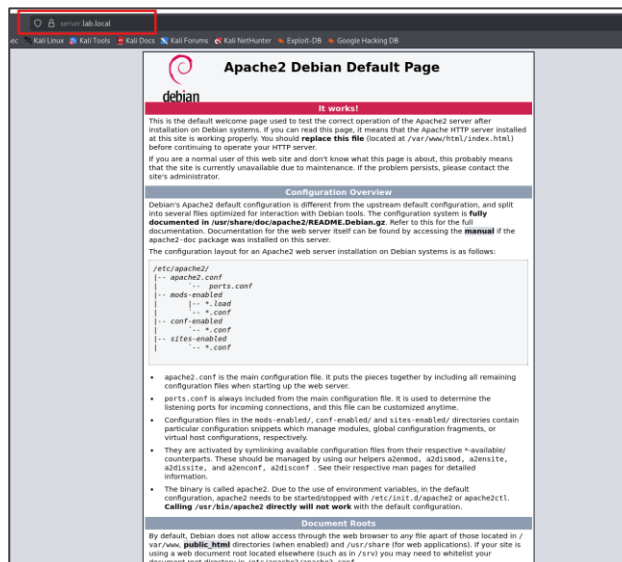 server.lab.local
ec Kali Linux Kali Tools Kali Docs Kali Forums Kali NetHunter Exploit-DB Google Hacking DB
Apache2 Debian Default Page
debian
It works!
This is the default welcome page used to test the correct operation of the Apache2 server after
installation on Debian systems. If you can read this page, it means that the Apache HTTP server installed
at this site is working properly. You should replace this file (located at /var/www/html/index.html)
before continuing to operate your HTTP server.
If you are a normal user of this web site and don't know what this page is about, this probably means
that the site is currently unavailable due to maintenance. If the problem persists, please contact the
site's administrator.
Configuration Overview
Debian's Apache2 default configuration is different from the upstream default configuration, and split
into several files optimized for interaction with Debian tools. The configuration system is fully
documented in /usr/share/doc/apache2/README.Debian.gz. Refer to this for the full
documentation. Documentation for the web server itself can be found by accessing the manual if the
apache2-doc package was installed on this server.
The configuration layout for an Apache2 web server installation on Debian systems is as follows:
/etc/apache2/
|-- apache2.conf
|       `-- ports.conf
|-- mods-enabled
|       |-- *.load
|       `-- *.conf
|-- conf-enabled
|       `-- *.conf
|-- sites-enabled
|       `-- *.conf
• apache2.conf is the main configuration file. It puts the pieces together by including all remaining
configuration files when starting up the web server.
• ports.conf is always included from the main configuration file. It is used to determine the
listening ports for incoming connections, and this file can be customized anytime.
• Configuration files in the mods-enabled/, conf-enabled/ and sites-enabled/ directories contain
particular configuration snippets which manage modules, global configuration fragments, or
virtual host configurations, respectively.
• They are activated by symlinking available configuration files from their respective *-available/
counterparts. These should be managed by using our helpers a2enmod, a2dismod, a2ensite,
a2dissite, and a2enconf, a2disconf . See their respective man pages for detailed
information.
• The binary is called apache2. Due to the use of environment variables, in the default
configuration, apache2 needs to be started/stopped with /etc/init.d/apache2 or apache2ctl.
Calling /usr/bin/apache2 directly will not work with the default configuration.
Document Roots
By default, Debian does not allow access through the web browser to any file apart of those located in /
var/www, public_html directories (when enabled) and /usr/share (for web applications). If your site is
using a web document root located elsewhere (such as in /srv) you may need to whitelist your
document root directory in /etc/apache2/apache2.conf.